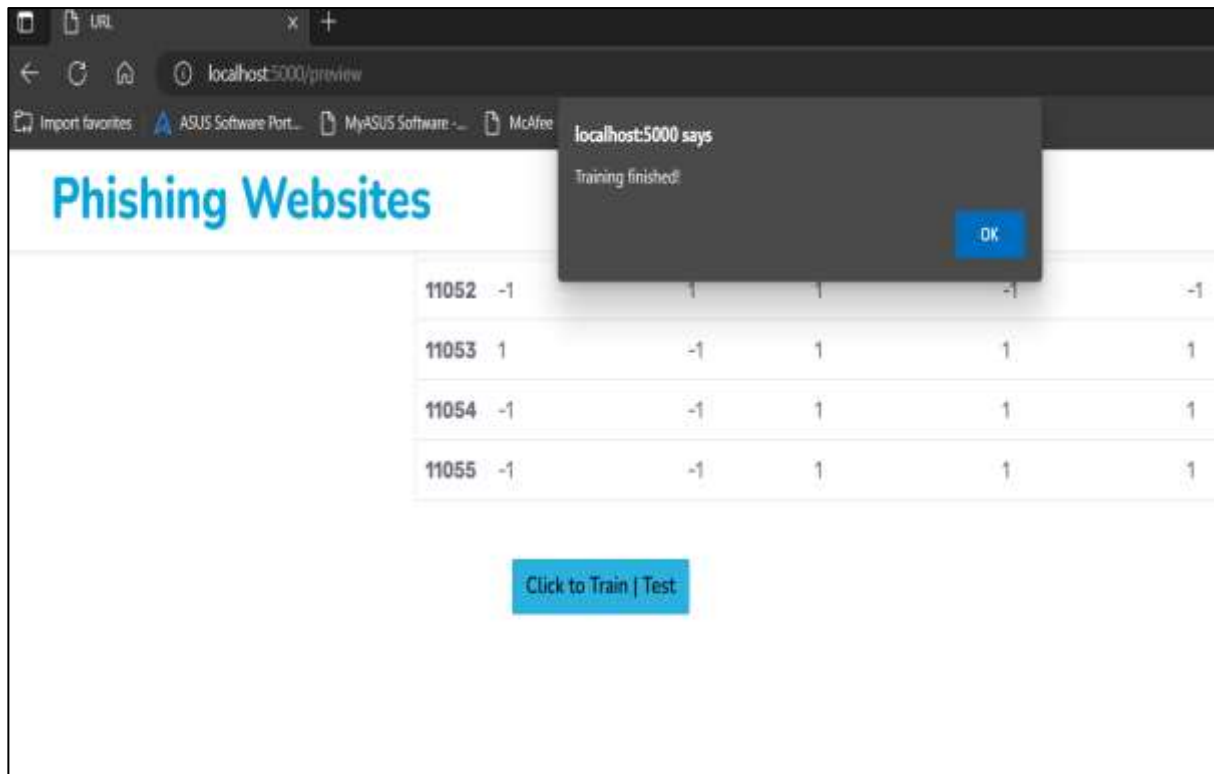 URL
localhost:5000/preview
Import favorites ASUS Software Port... MyASUS Software -... McAfee
localhost:5000 says
Training finished!
OK
Phishing Websites
11052 -1 1 1 -1 -1
11053 1 -1 1 1 1
11054 -1 -1 1 1 1
11055 -1 -1 1 1 1
Click to Train | Test